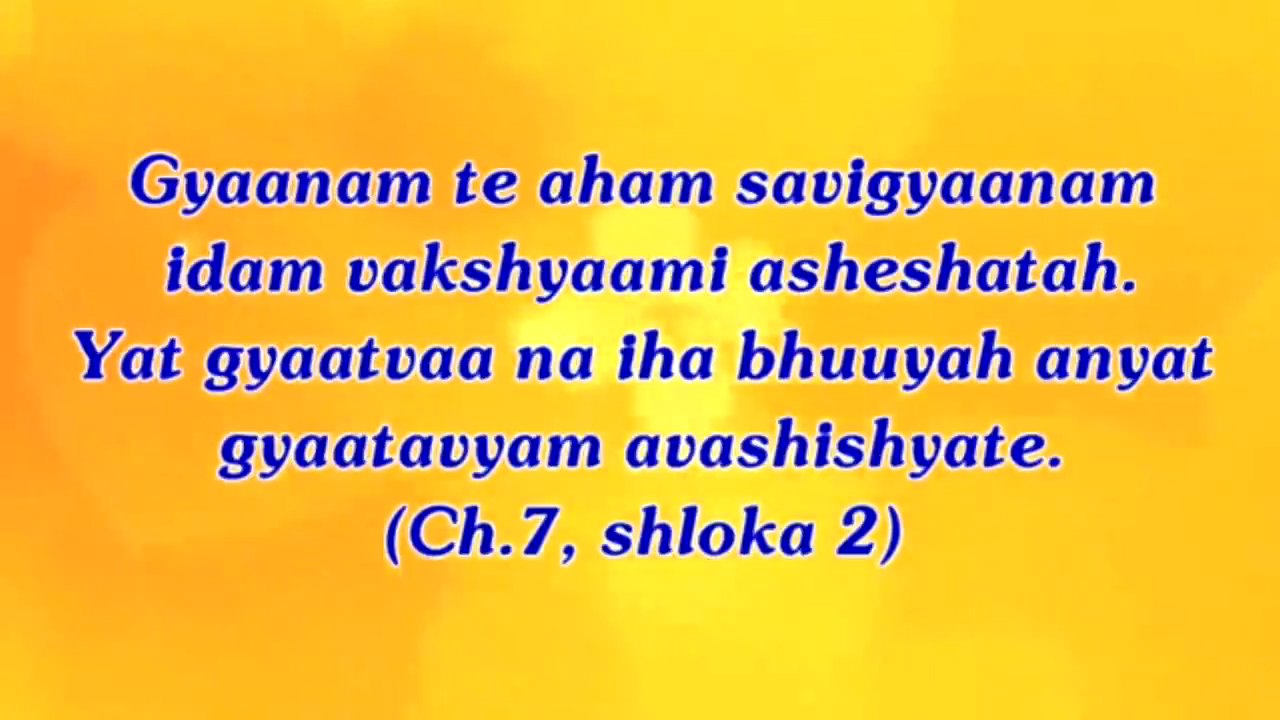 Gyaanam te aham savigyaanam
idam vakshyaami asheshatah.
Yat gyaatvaa na iha bhuuyah anyat
gyaatavyam avashishyate.
(Ch.7, shloka 2)